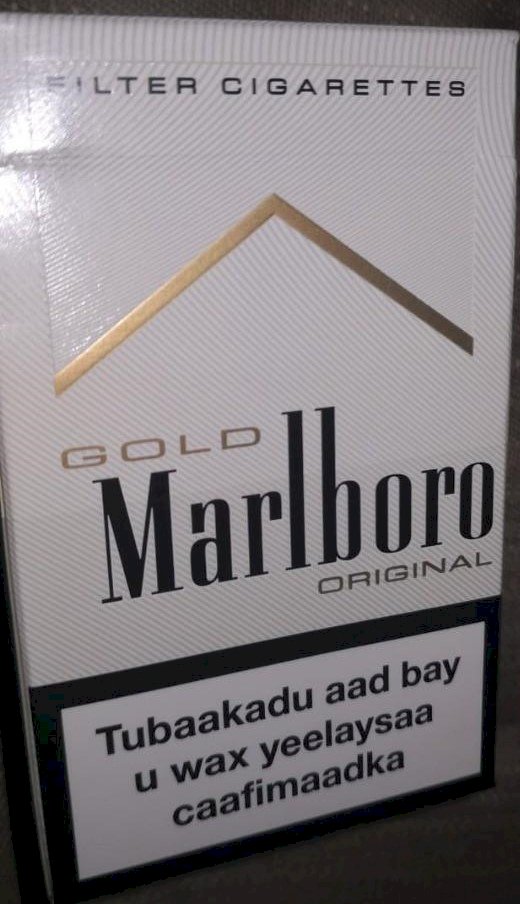 FILTER CIGARETTES
GOLD
Marlboro
ORIGINAL
Tubaakadu aad bay
u wax yeelaysaa
caafimaadka